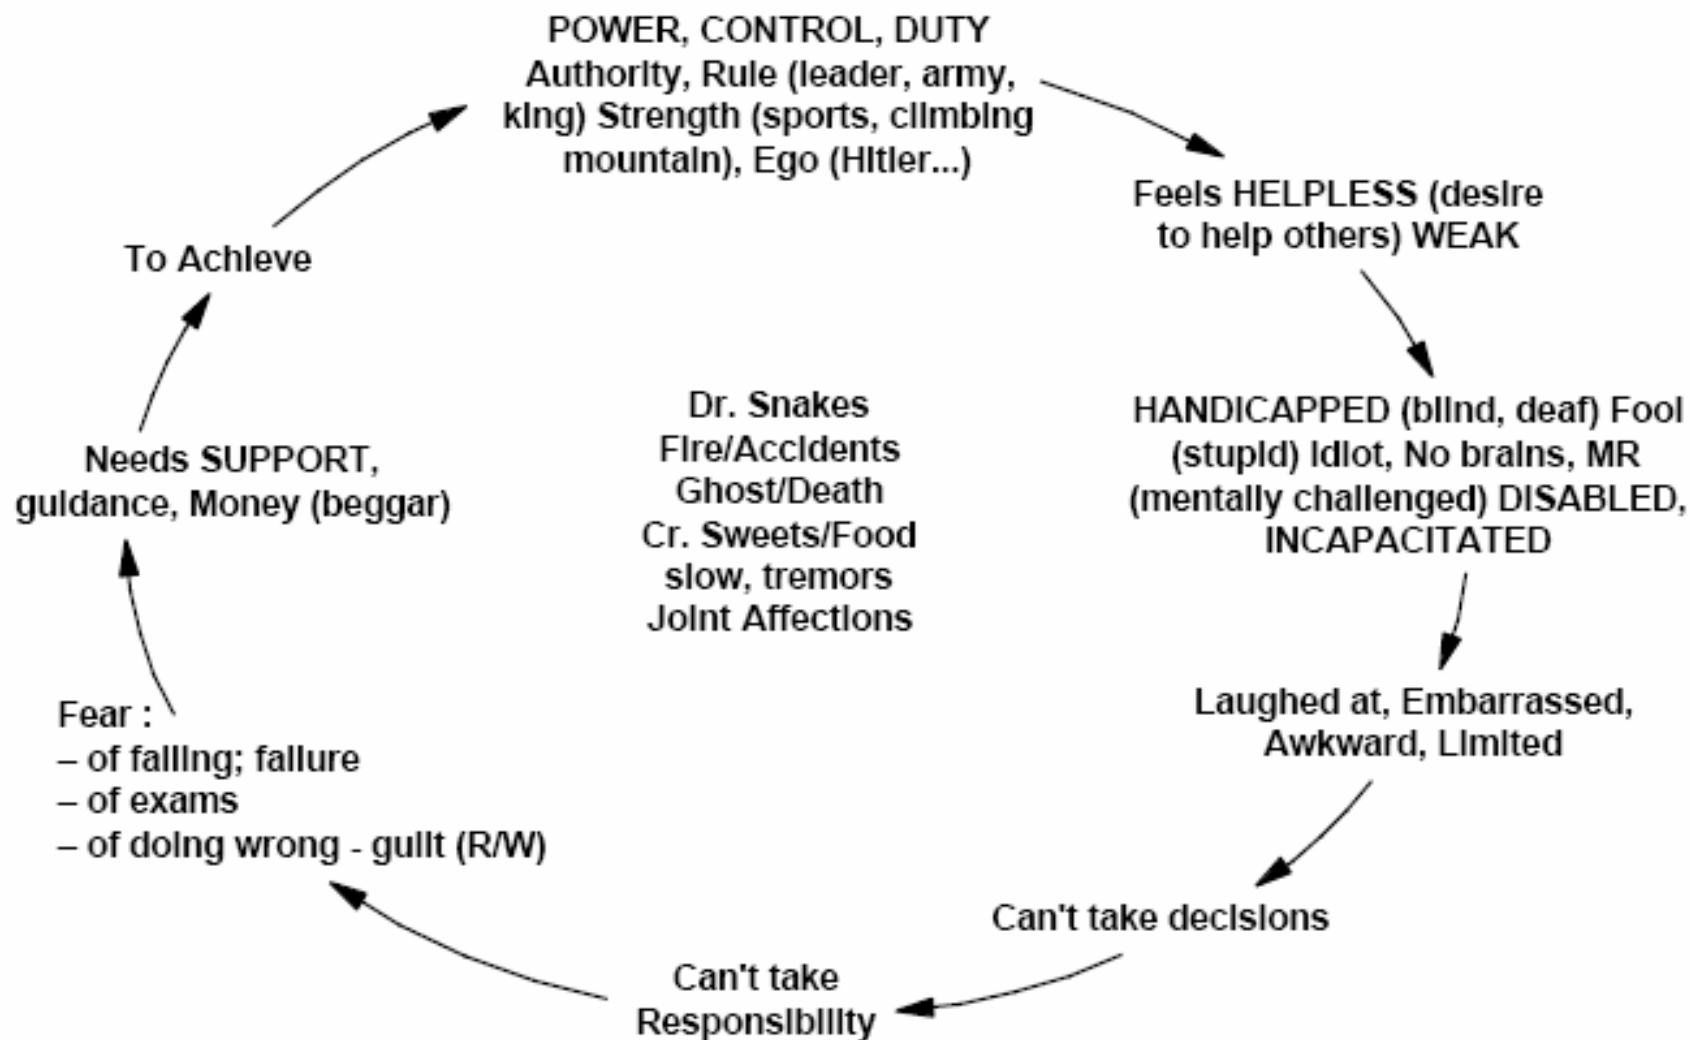 POWER, CONTROL, DUTY
Authority, Rule (leader, army,
king) Strength (sports, climbing
mountain), Ego (Hitler...)
Feels HELPLESS (desire
to help others) WEAK
HANDICAPPED (blind, deaf) Fool
(stupid) Idiot, No brains, MR
(mentally challenged) DISABLED,
INCAPACITATED
Laughed at, Embarrassed,
Awkward, Limited
Can't take decisions
Can't take
Responsibility
Fear :
– of falling; failure
– of exams
– of doing wrong - guilt (R/W)
Needs SUPPORT,
guidance, Money (beggar)
To Achieve
Dr. Snakes
Fire/Accidents
Ghost/Death
Cr. Sweets/Food
slow, tremors
Joint Affections